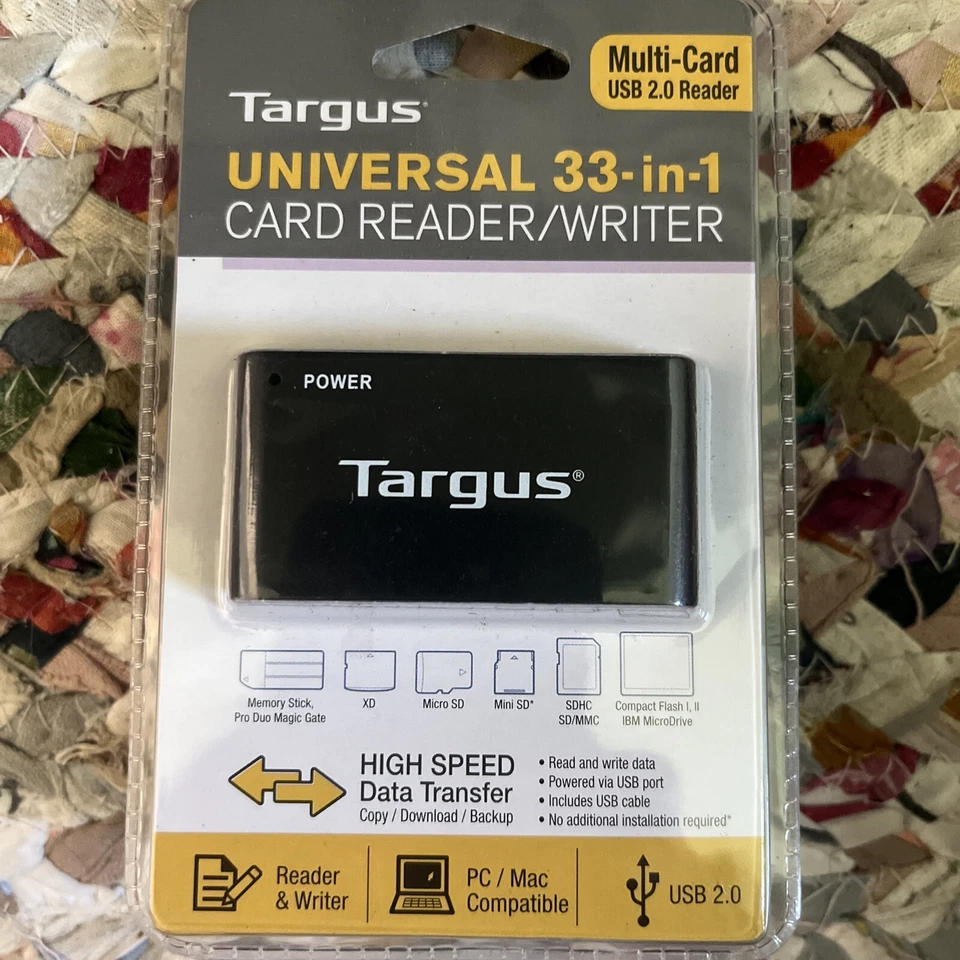 Multi-Card
USB 2.0 Reader
Targus
UNIVERSAL 33-in-1
CARD READER/WRITER
POWER
Targus®
Memory Stick,
Pro Duo Magic Gate
XD
Micro SD
Mini SD*
SDHC
SD/MMC
Compact Flash I, II
IBM MicroDrive
HIGH SPEED
Data Transfer
Copy / Download / Backup
• Read and write data
• Powered via USB port
• Includes USB cable
• No additional installation required*
Reader
& Writer
PC / Mac
Compatible
USB 2.0